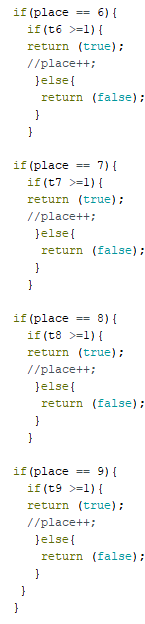 if(place == 6){
if(t6 >=1){
return (true);
//place++;
}else{
return (false);
}
}
if(place == 7){
if(t7 >=1){
return (true);
//place++;
}else{
return (false);
}
}
if(place == 8){
if(t8 >=1){
return (true);
//place++;
}else{
return (false);
}
}
if(place == 9){
if(t9 >=1){
return (true);
//place++;
}else{
return (false);
}
}
}